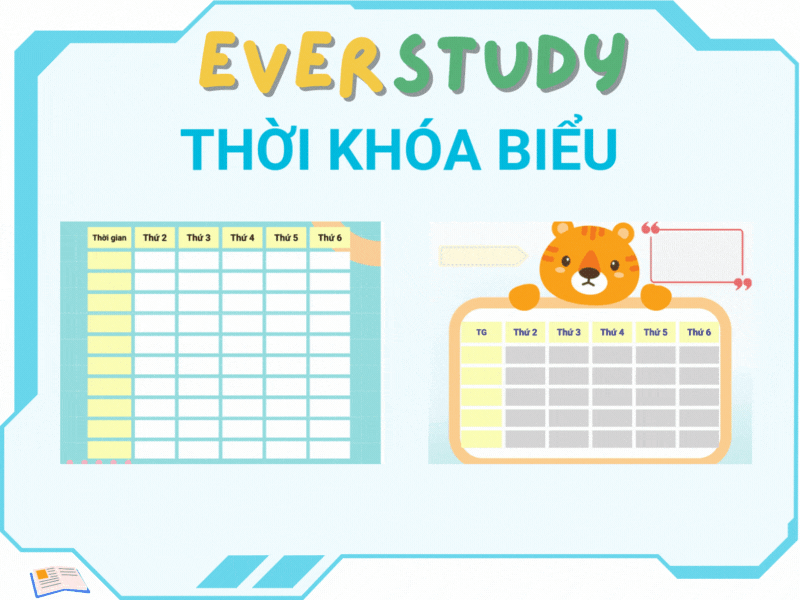 EVERSTUDY
THỜI KHÓA BIỂU
Thời gian Thứ 2 Thứ 3 Thứ 4 Thứ 5 Thứ 6
TG Thứ 2 Thứ 3 Thứ 4 Thứ 5 Thứ 6